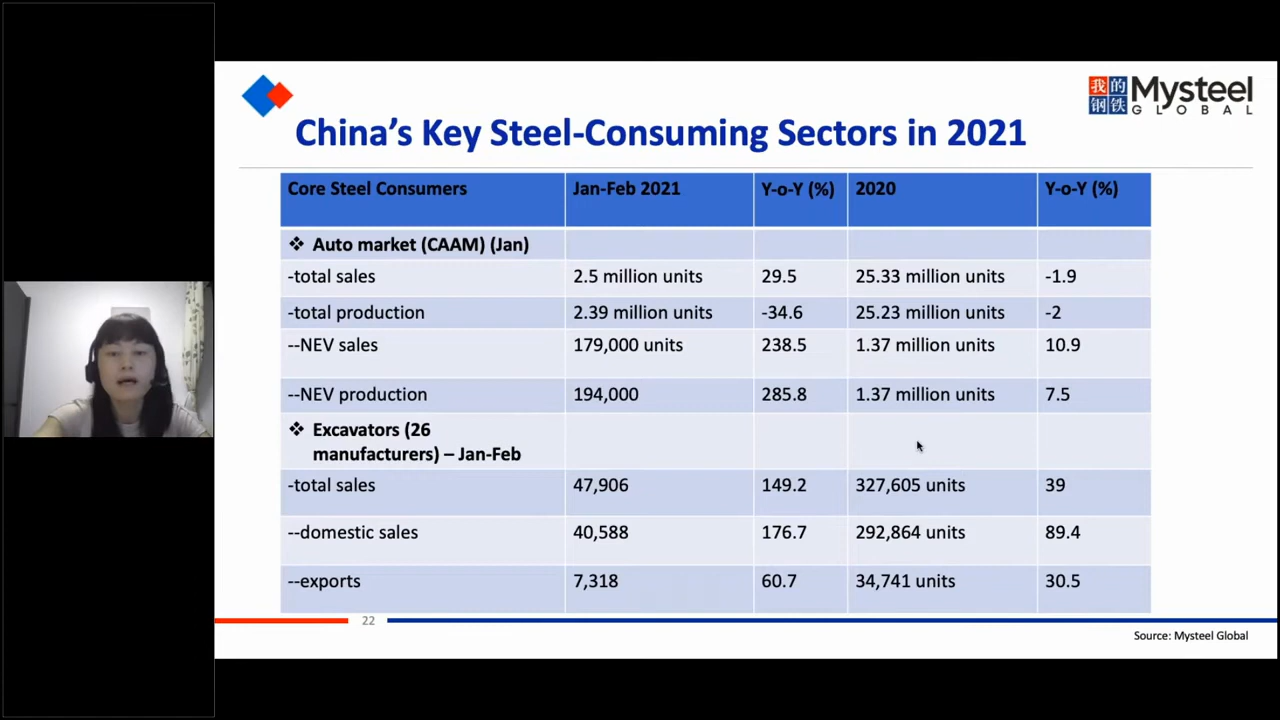 我的
钢铁
Mysteel
GLOBAL
China's Key Steel-Consuming Sectors in 2021
Core Steel Consumers Jan-Feb 2021 Y-o-Y (%) 2020 Y-o-Y (%)
❖ Auto market (CAAM) (Jan)
-total sales 2.5 million units 29.5 25.33 million units -1.9
-total production 2.39 million units -34.6 25.23 million units -2
--NEV sales 179,000 units 238.5 1.37 million units 10.9
--NEV production 194,000 285.8 1.37 million units 7.5
❖ Excavators (26
manufacturers) – Jan-Feb
-total sales 47,906 149.2 327,605 units 39
--domestic sales 40,588 176.7 292,864 units 89.4
--exports 7,318 60.7 34,741 units 30.5
22
Source: Mysteel Global